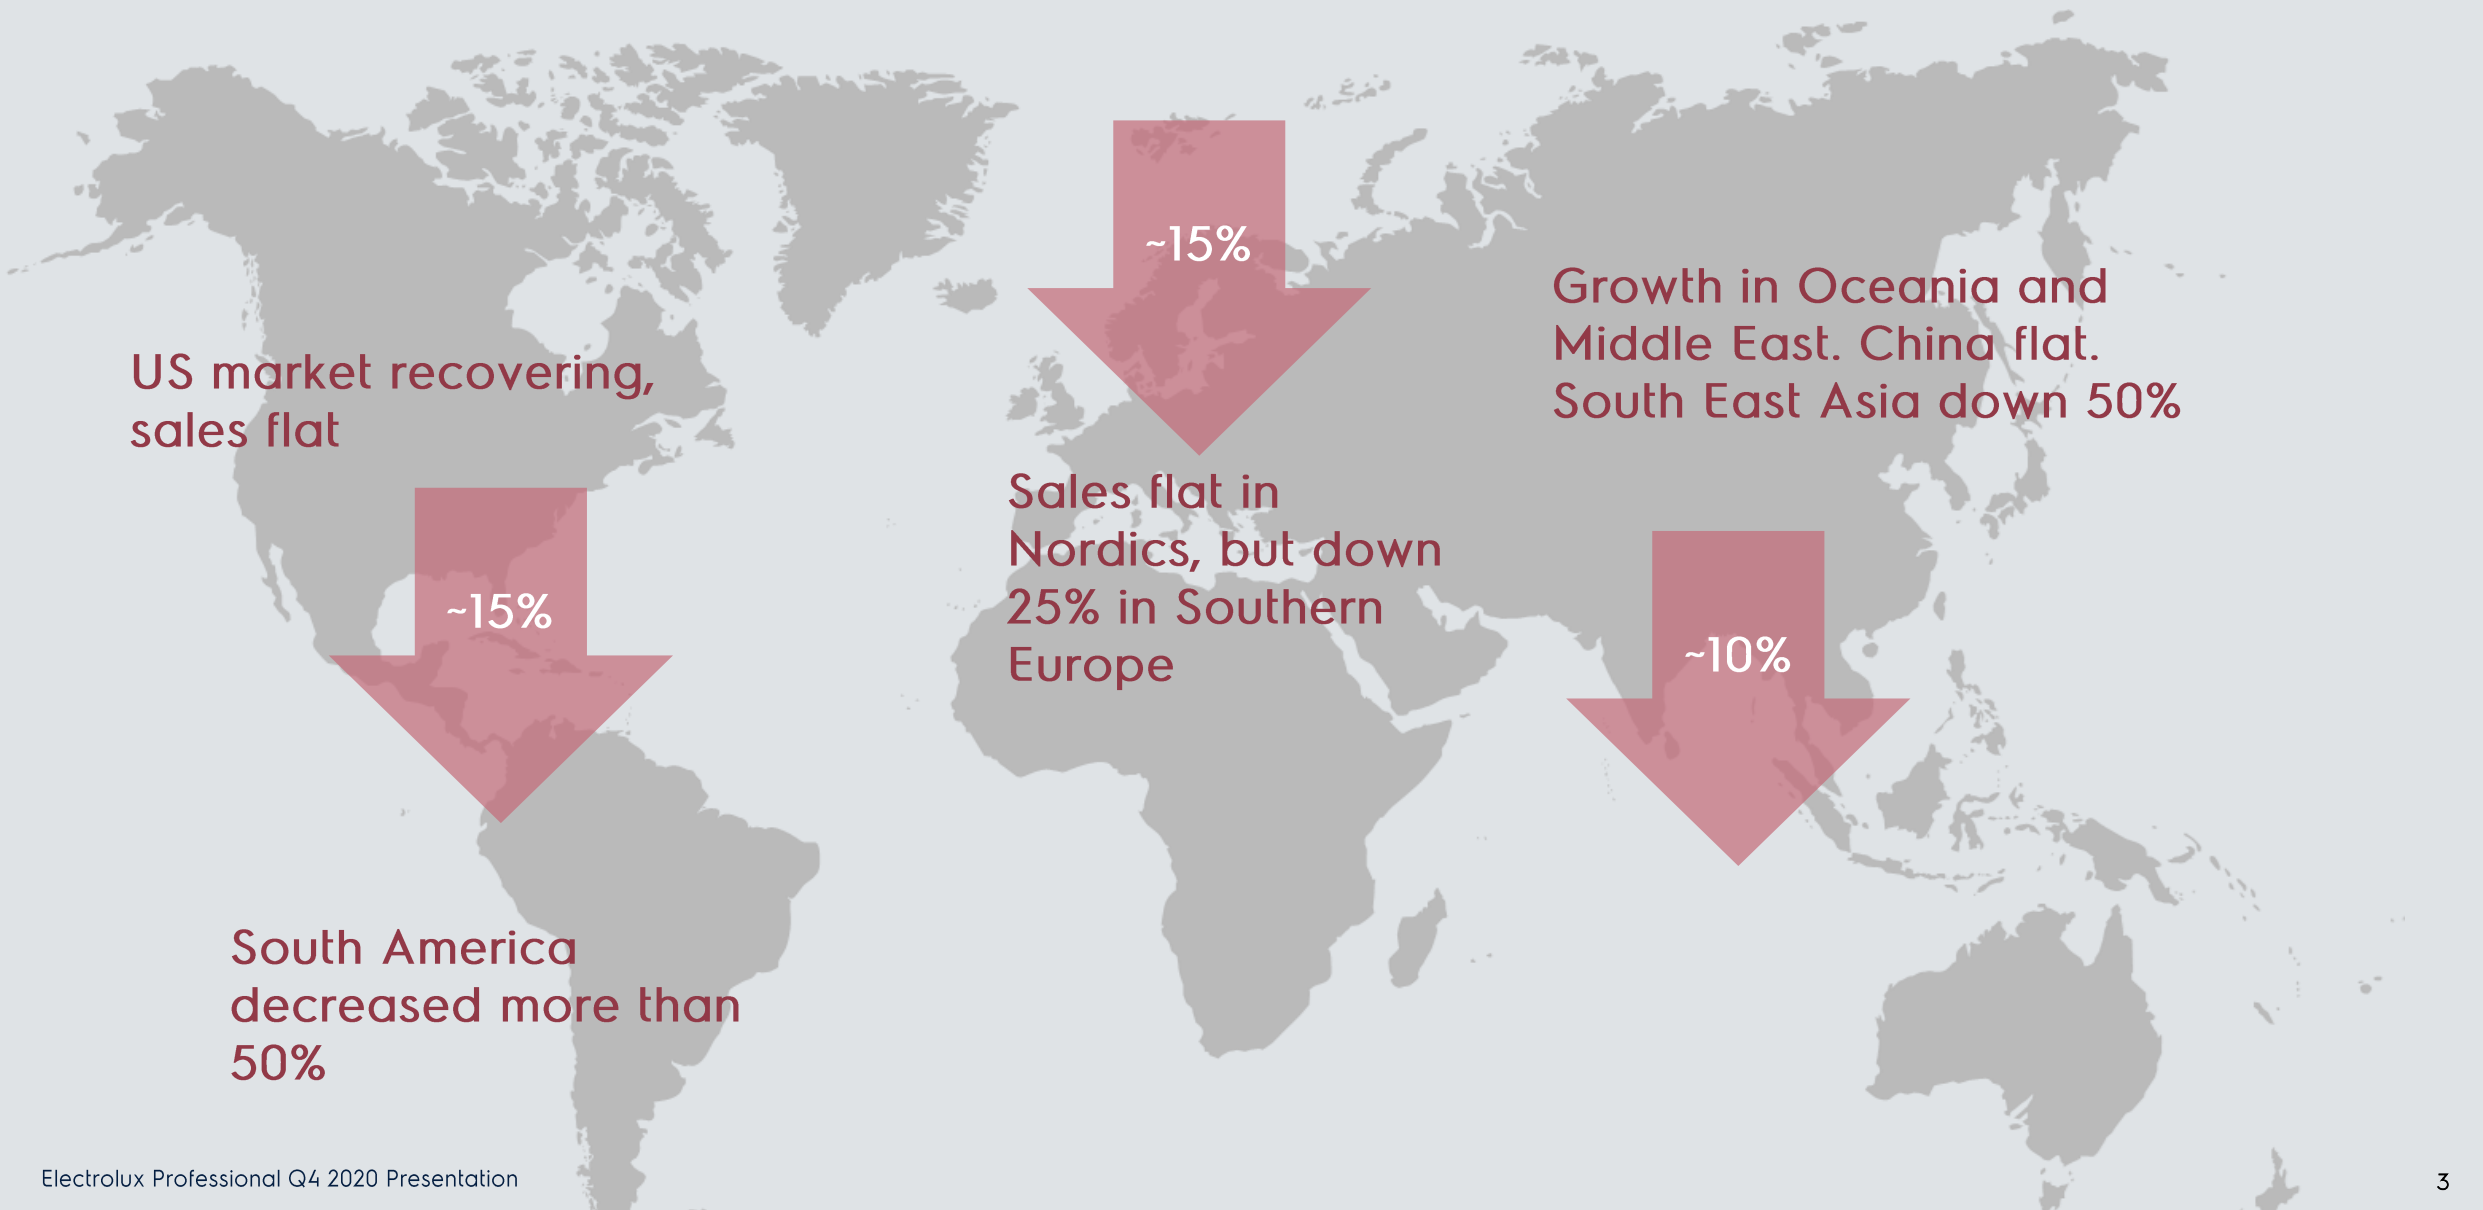 US market recovering,
sales flat
~15%
South America
decreased more than
50%
~15%
Sales flat in
Nordics, but down
25% in Southern
Europe
Growth in Oceania and
Middle East. China flat.
South East Asia down 50%
~10%
Electrolux Professional Q4 2020 Presentation
3